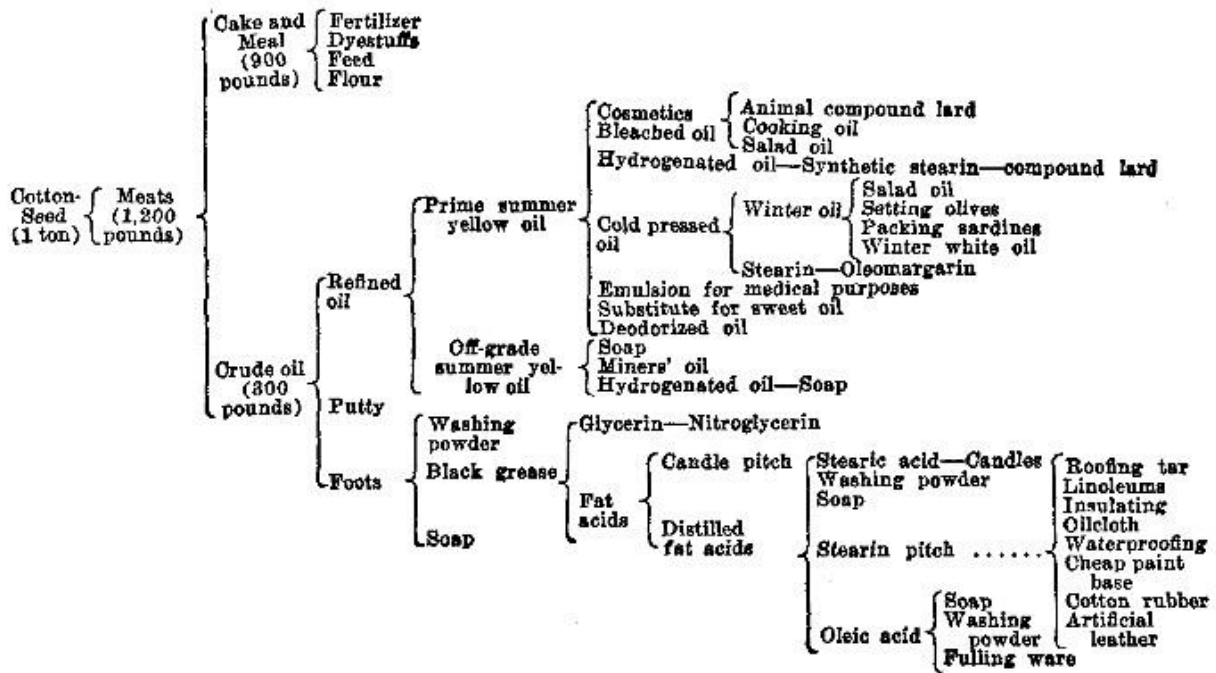 Cake and
Meal
(900
pounds)
Fertilizer
Dyestuffs
Feed
Flour
Cotton-
Seed
(1 ton)
Meats
(1,200
pounds)
Crude oil
(300
pounds)
Refined
oil
Putty
Foots
Prime summer
yellow oil
Off-grade
summer yel-
low oil
Cosmetics
Bleached oil
Animal compound lard
Cooking oil
Salad oil
Hydrogenated oil—Synthetic stearin—compound lard
Cold pressed
oil
Winter oil
Salad oil
Setting olives
Packing sardines
Winter white oil
Stearin—Oleomargarin
Emulsion for medical purposes
Substitute for sweet oil
Deodorized oil
Soap
Miners' oil
Hydrogenated oil—Soap
Washing
powder
Black grease
Soap
Glycerin—Nitroglycerin
Fat
acids
Candle pitch
Distilled
fat acids
Stearic acid—Candles
Washing powder
Soap
Stearin pitch ......
Roofing tar
Linoleums
Insulating
Oilcloth
Waterproofing
Cheap paint
base
Cotton rubber
Artificial
leather
Oleic acid
Soap
Washing
powder
Fulling ware